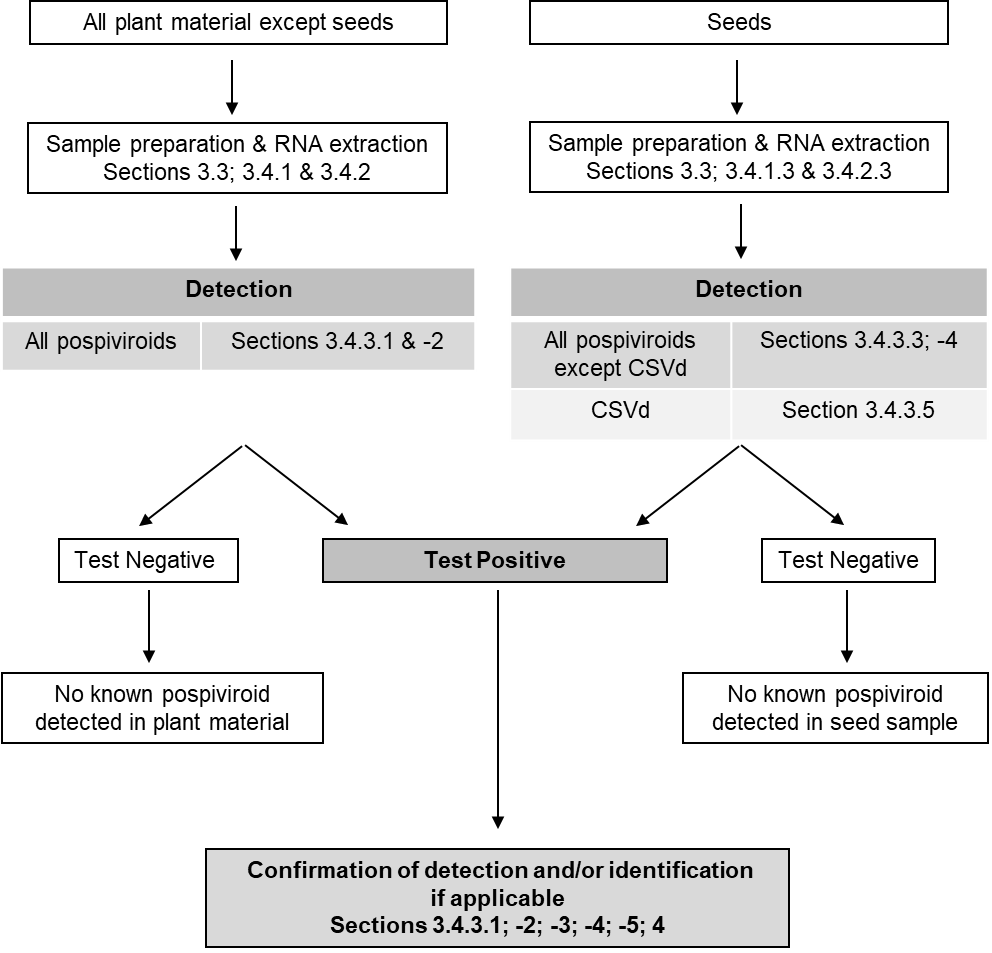 All plant material except seeds
Seeds
Sample preparation & RNA extraction
Sections 3.3; 3.4.1 & 3.4.2
Sample preparation & RNA extraction
Sections 3.3; 3.4.1.3 & 3.4.2.3
Detection
All pospiviroids
Sections 3.4.3.1 & -2
Detection
All pospiviroids
except CSVd
Sections 3.4.3.3; -4
CSVd
Section 3.4.3.5
Test Negative
Test Positive
Test Negative
No known pospiviroid
detected in plant material
No known pospiviroid
detected in seed sample
Confirmation of detection and/or identification
if applicable
Sections 3.4.3.1; -2; -3; -4; -5; 4